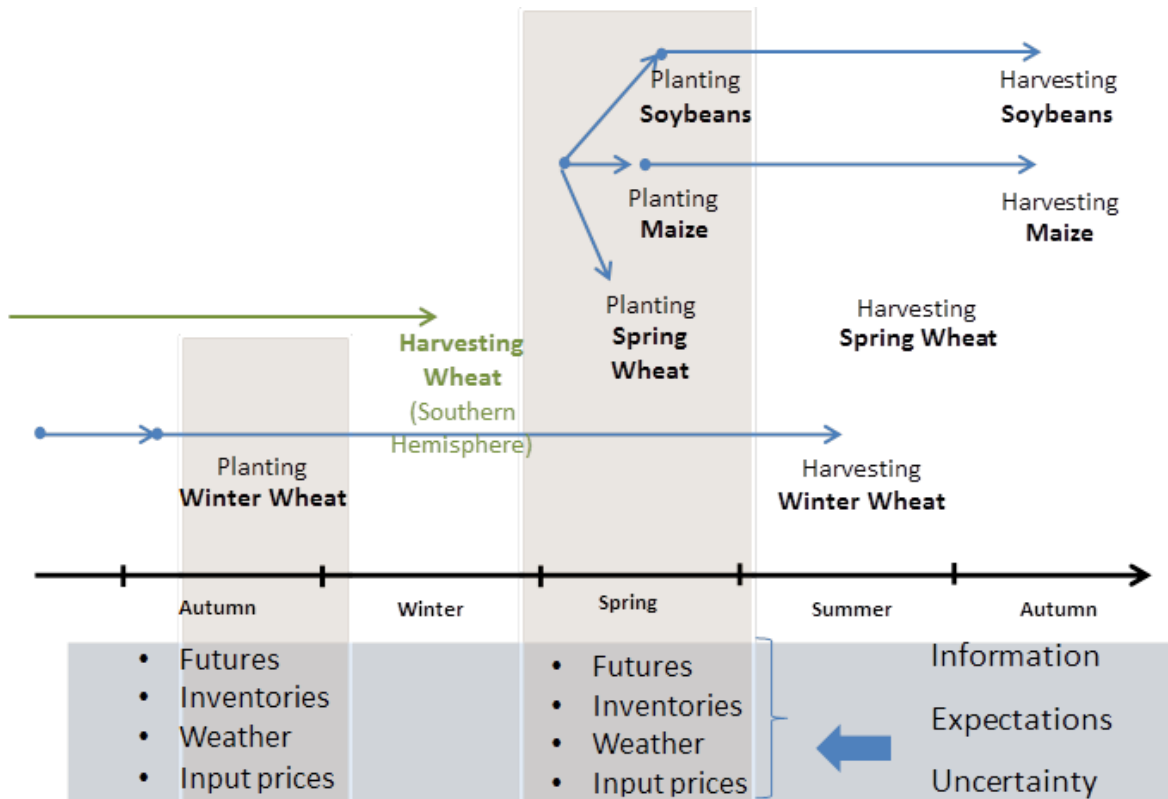 Planting
Soybeans
Harvesting
Soybeans
Planting
Maize
Harvesting
Maize
Planting
Spring
Wheat
Harvesting
Spring Wheat
Harvesting
Wheat
(Southern
Hemisphere)
Planting
Winter Wheat
Harvesting
Winter Wheat
Autumn
Winter
Spring
Summer
Autumn
• Futures
• Inventories
• Weather
• Input prices
• Futures
• Inventories
• Weather
• Input prices
Information
Expectations
Uncertainty